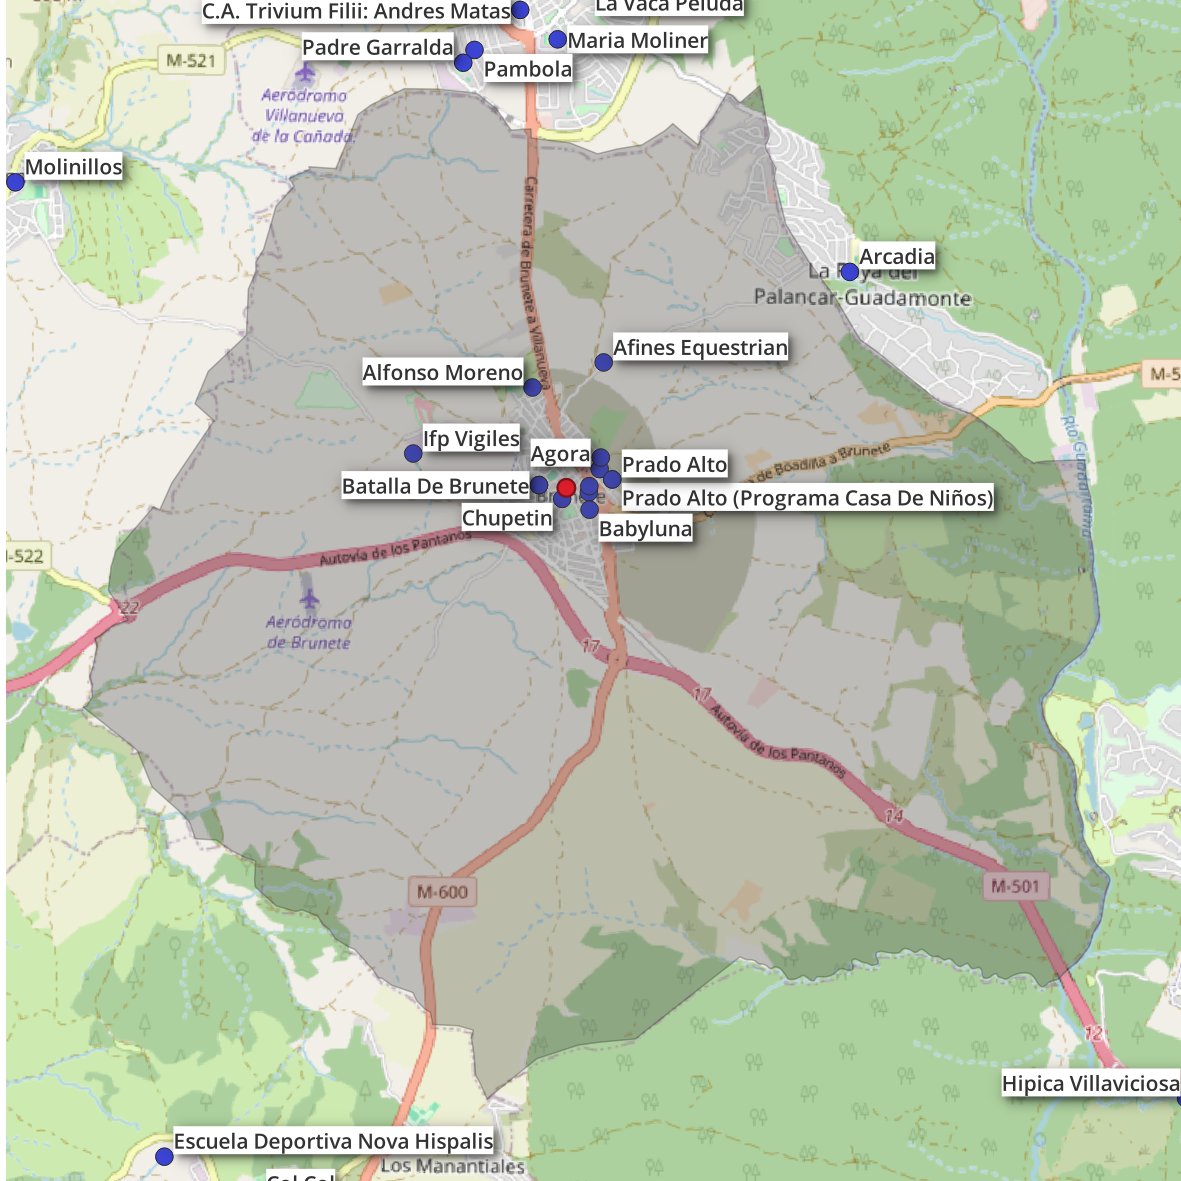 La Vaca Peluda
C.A. Trivium Filii: Andres Matas
Maria Moliner
Padre Garralda
Pambola
M-521
Aeródromo
Villanueva
de la Cañada
Molinillos
Carretera de Brunete a Villanueva
Arcadia
La
Palancar-Guadamonte
Afines Equestrian
Alfonso Moreno
M-5
Ifp Vigiles
Agora
Prado Alto
de Boadilla a Brunete
Río Guadarrama
Batalla De Brunete
Prado Alto (Programa Casa De Niños)
Chupetin
Babyluna
Autovía de los Pantanos
-522
22
Aeródromo
de Brunete
17
17
Autovía de los Pantanos
14
M-600
M-501
12
Hipica Villaviciosa
Escuela Deportiva Nova Hispalis
Los Manantiales